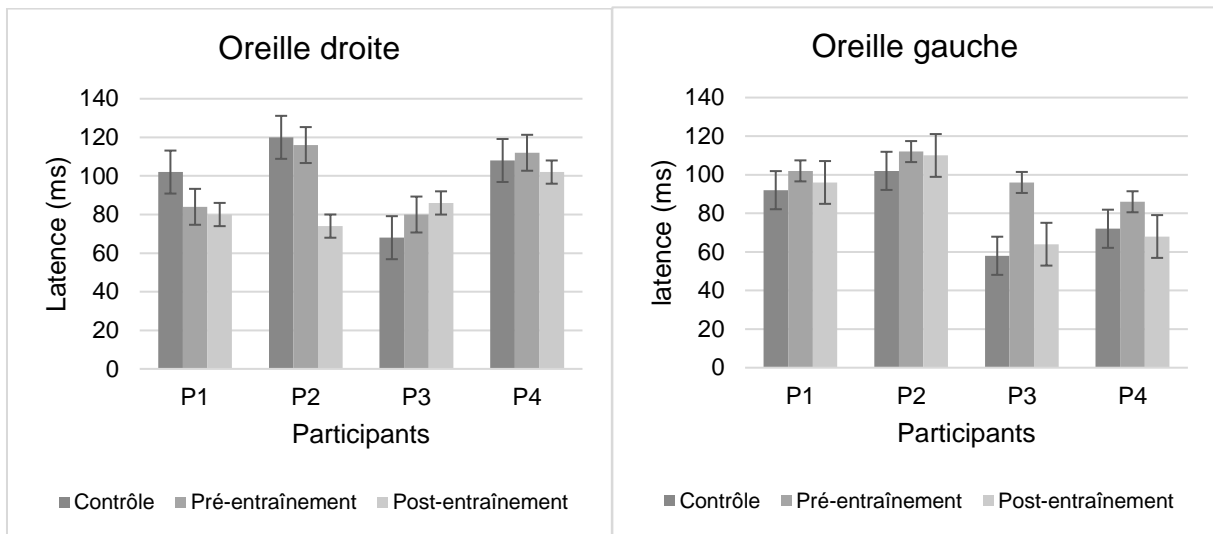 Oreille droite
140
120
100
80
60
40
20
0
Latence (ms)
P1 P2 P3 P4
Participants
Contrôle Pré-entraînement Post-entraînement
Oreille gauche
140
120
100
80
60
40
20
0
latence (ms)
P1 P2 P3 P4
Participants
Contrôle Pré-entraînement Post-entraînement